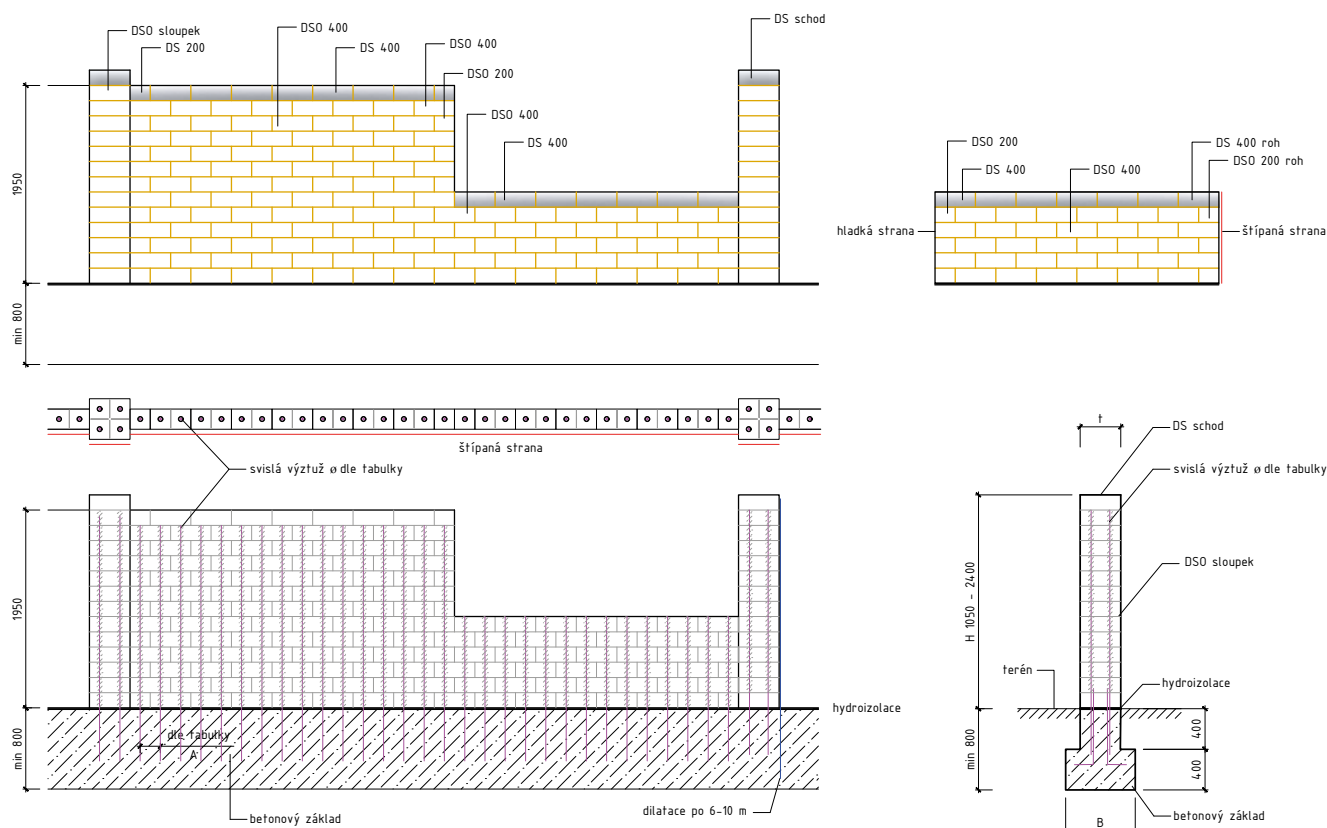 DSO sloupek
DS 200
DSO 400
DS 400
DSO 400
DSO 200
DSO 400
DS 400
DS schod
1950
min 800
DSO 200
DS 400
DSO 400
DS 400 roh
DSO 200 roh
hladká strana
štípaná strana
štípaná strana
svislá výztuž ø dle tabulky
1950
min 800
dle tabulky
A
hydroizolace
betonový základ
dilatace po 6-10 m
t
DS schod
svislá výztuž ø dle tabulky
DSO sloupek
H 1050 - 2400
terén
hydroizolace
min 800
400
400
B
betonový základ